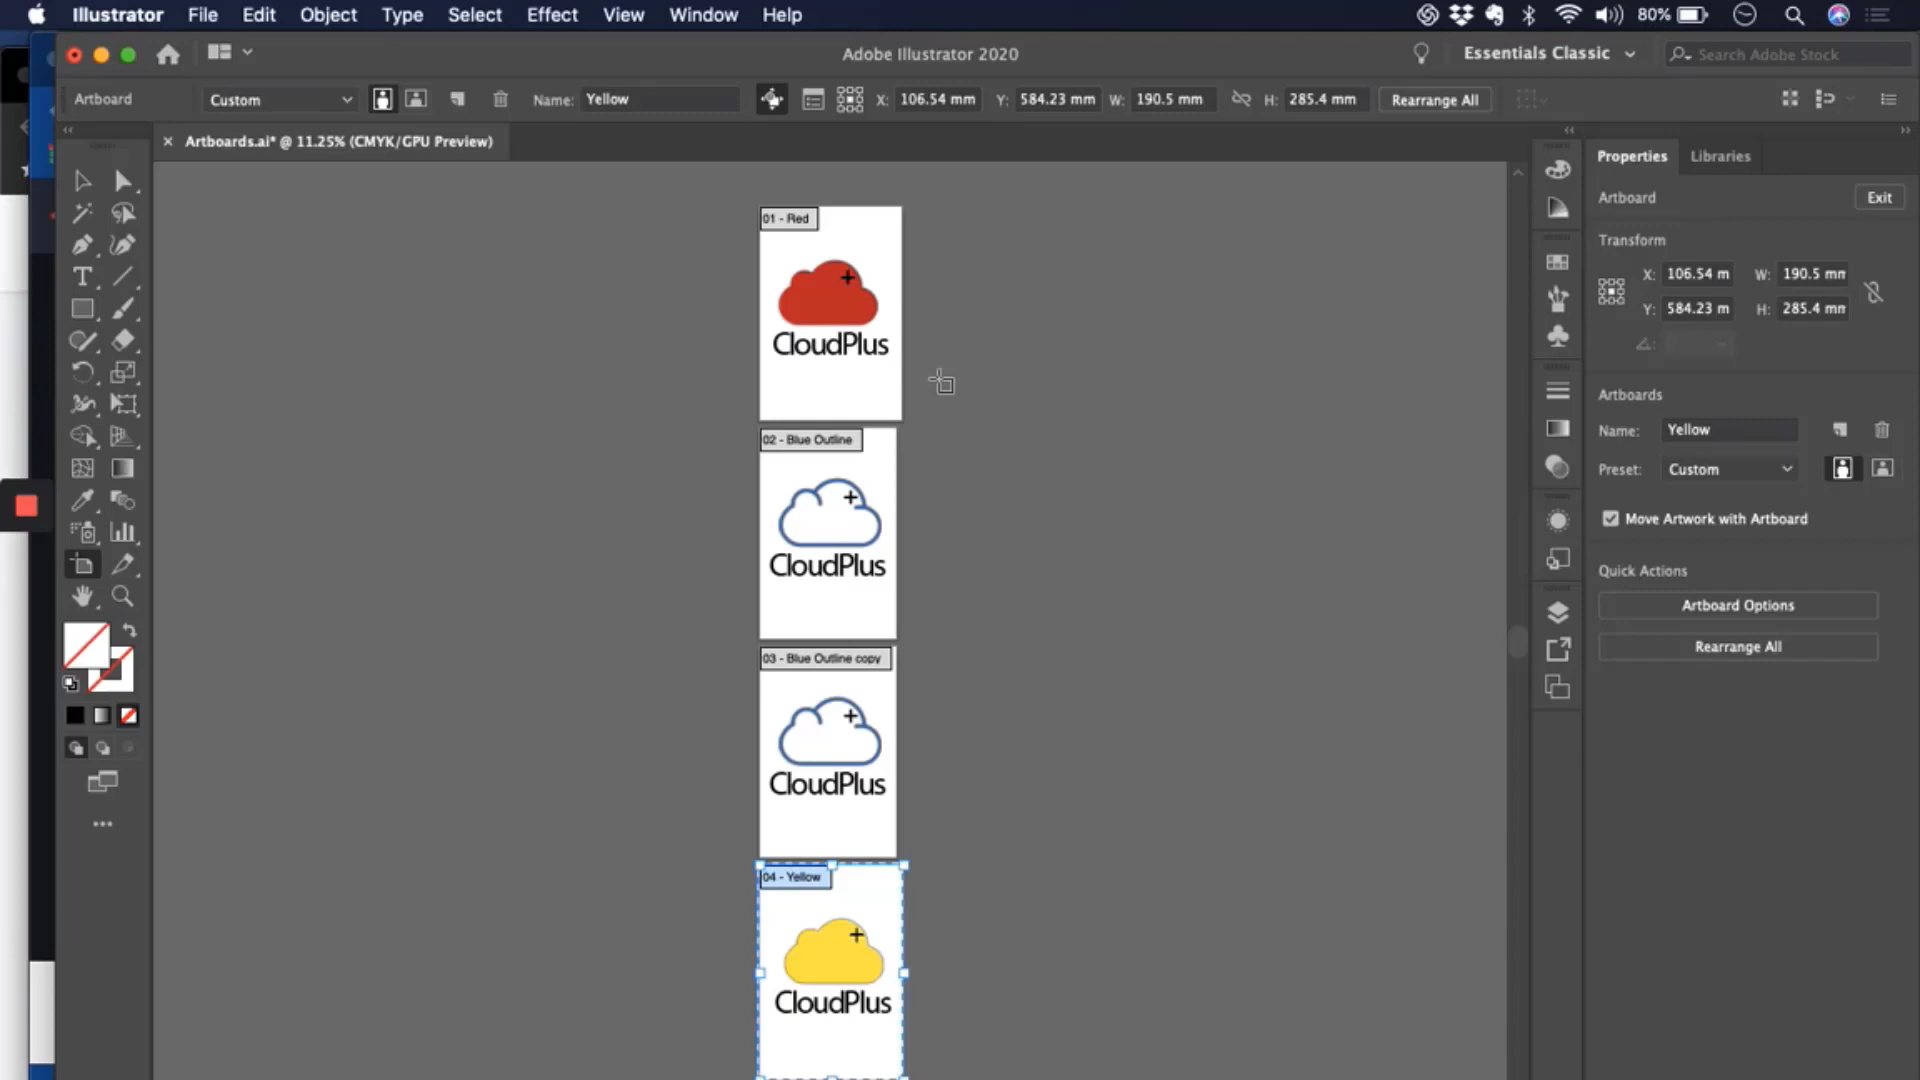 Illustrator File Edit Object Type Select Effect View Window Help 80%
Adobe Illustrator 2020 Essentials Classic Search Adobe Stock
Artboard Custom Name: Yellow X: 106.54 mm Y: 584.23 mm W: 190.5 mm H: 285.4 mm Rearrange All
× Artboards.ai* @ 11.25% (CMYK/GPU Preview)
Properties Libraries
Artboard Exit
Transform
X: 106.54 m W: 190.5 mm
Y: 584.23 m H: 285.4 mm
Artboards
Name: Yellow
Preset: Custom
Move Artwork with Artboard
Quick Actions
Artboard Options
Rearrange All
01 - Red
CloudPlus
02 - Blue Outline
CloudPlus
03 - Blue Outline copy
CloudPlus
04 - Yellow
CloudPlus